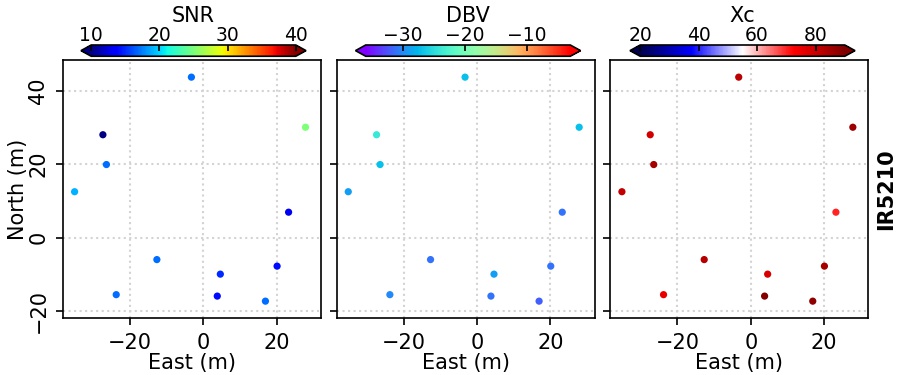 SNR DBV Xc
10 20 30 40 −30 −20 −10 20 40 60 80
40
20
0
−20
North (m)
IR5210
−20 0 20 −20 0 20 −20 0 20
East (m) East (m) East (m)